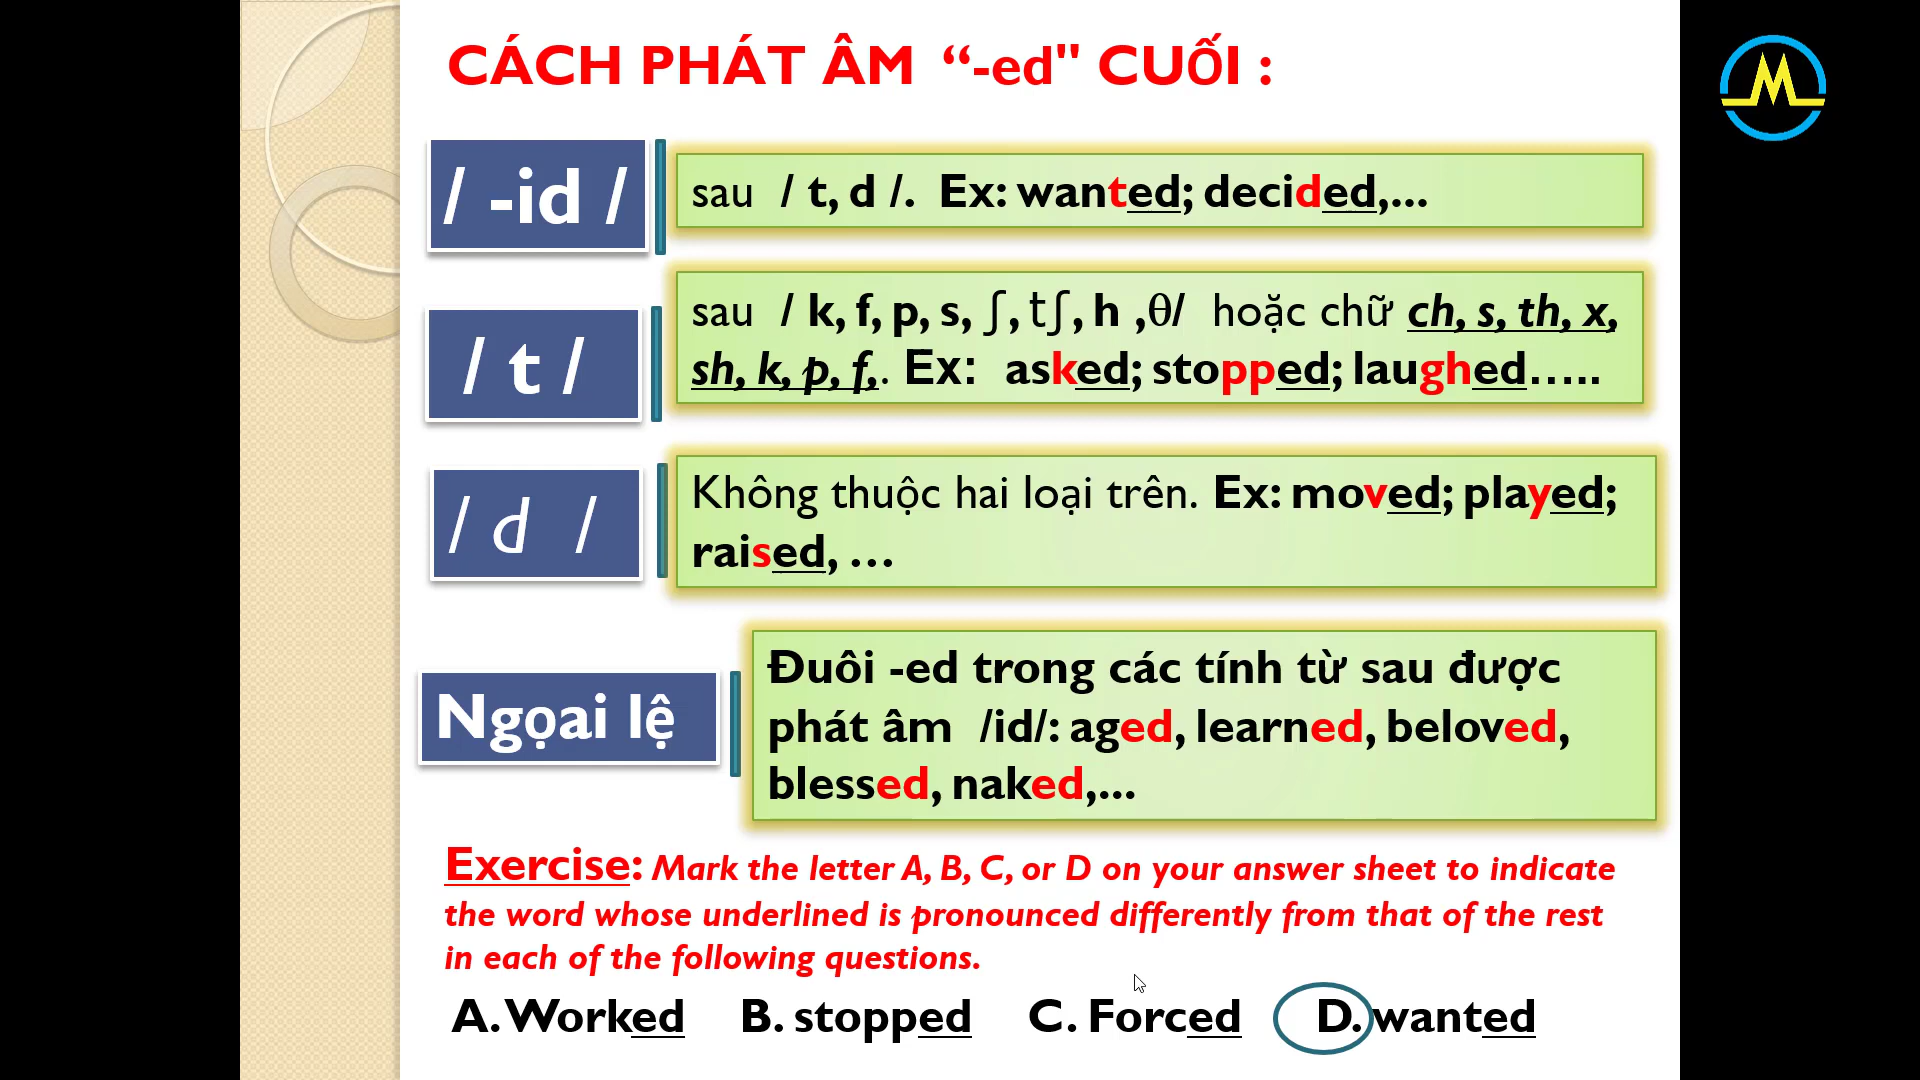 CÁCH PHÁT ÂM “-ed" CUỐI :
/ -id /
sau / t, d /. Ex: wanted; decided,...
/ t /
sau / k, f, p, s, ʃ, tʃ, h ,θ/ hoặc chữ ch, s, th, x,
sh, k, p, f,. Ex: asked; stopped; laughed…..
/ d /
Không thuộc hai loại trên. Ex: moved; played;
raised, …
Ngọai lệ
Đuôi -ed trong các tính từ sau được
phát âm /id/: aged, learned, beloved,
blessed, naked,...
Exercise: Mark the letter A, B, C, or D on your answer sheet to indicate
the word whose underlined is pronounced differently from that of the rest
in each of the following questions.
A. Worked B. stopped C. Forced D. wanted